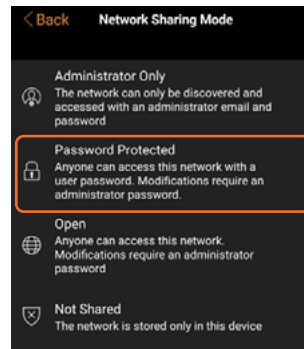 Back Network Sharing Mode
Administrator Only
The network can only be discovered and
accessed with an administrator email and
password
Password Protected
Anyone can access this network with a
user password. Modifications require an
administrator password.
Open
Anyone can access this network.
Modifications require an administrator
password
Not Shared
The network is stored only in this device